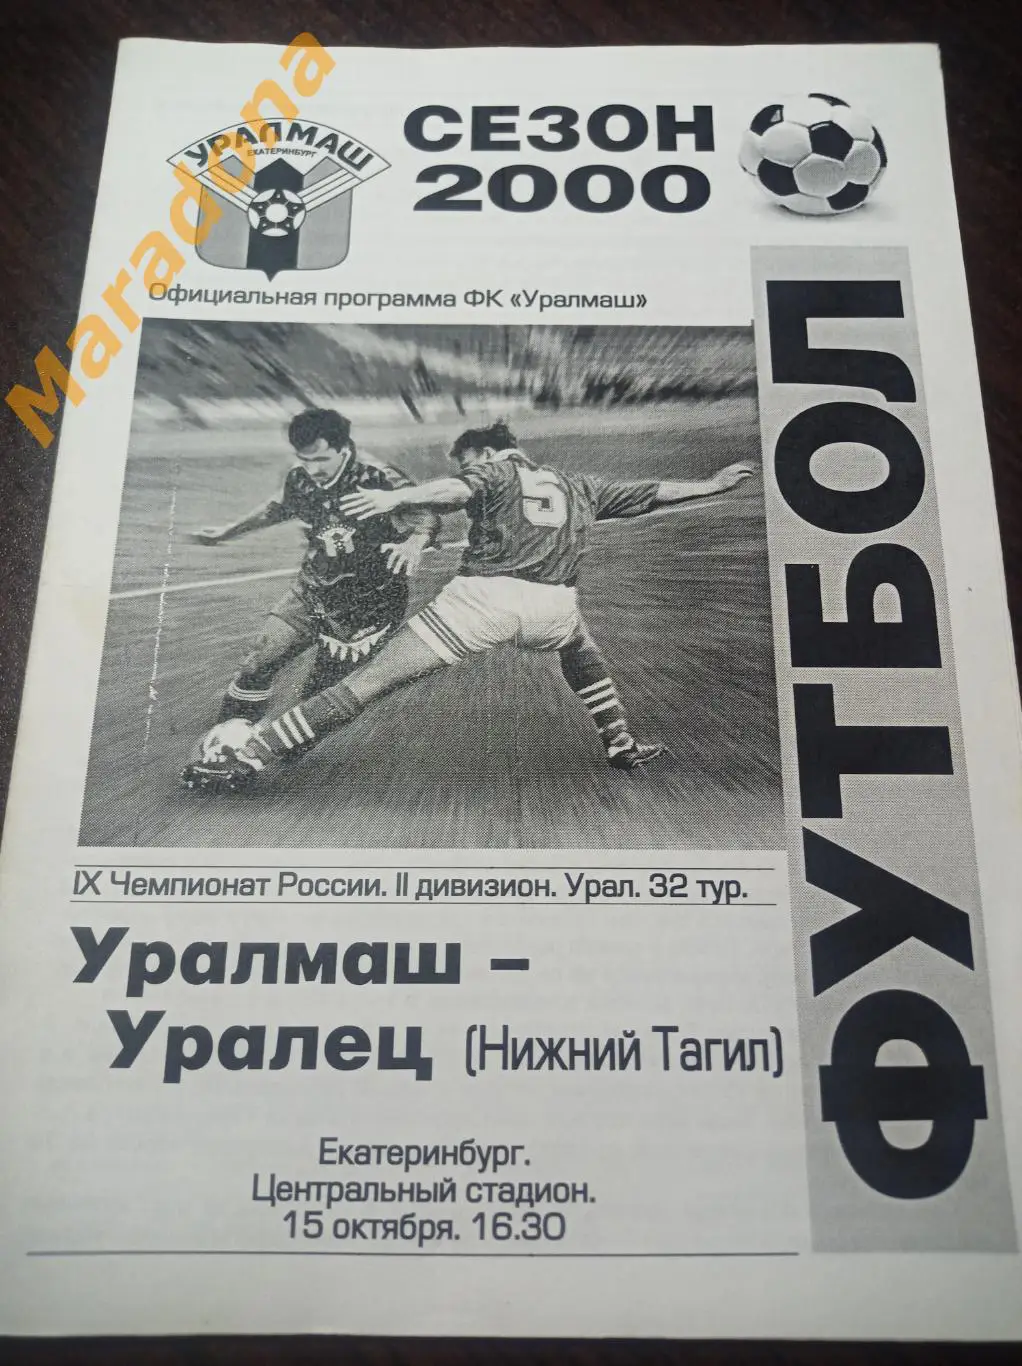 Maradona
УРАЛМАШ
ЕКАТЕРИНБУРГ
СЕЗОН
2000
Официальная программа ФК «Уралмаш»
ФУТБОЛ
5
IX Чемпионат России. II дивизион. Урал. 32 тур.
Уралмаш –
Уралец (Нижний Тагил)
Екатеринбург.
Центральный стадион.
15 октября. 16.30